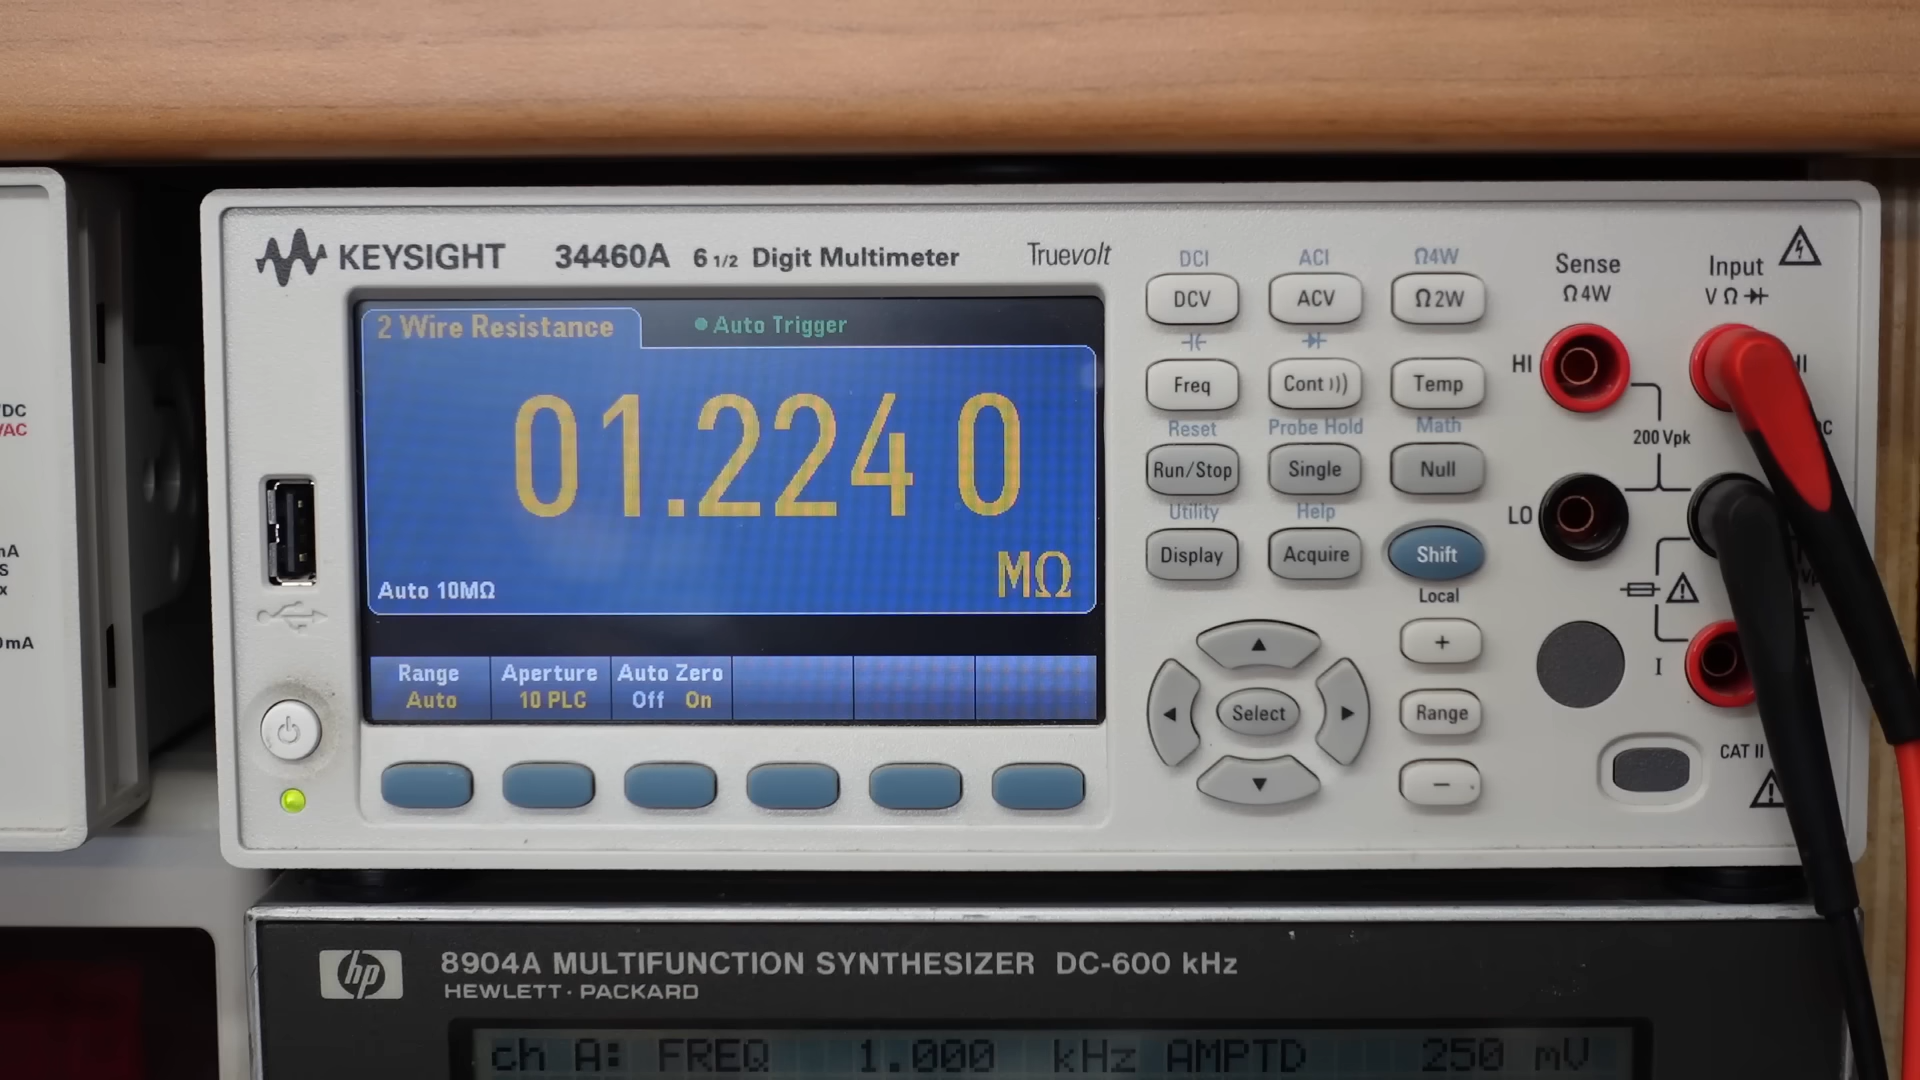 KEYSIGHT 34460A 6 1/2 Digit Multimeter Truevolt
2 Wire Resistance
Auto Trigger
01.224 0
MΩ
Auto 10MΩ
Range
Auto
Aperture
10 PLC
Auto Zero
Off On
DCI ACI Ω4W
DCV ACV Ω2W
Freq Cont Temp
Reset Probe Hold Math
Run/Stop Single Null
Utility Help
Display Acquire Shift
Local
+
Select Range
−
Sense
Ω4W
Input
V Ω
HI
200 Vpk
LO
I
CAT II
DC
AC
mA
S
x
0mA
hp
8904A MULTIFUNCTION SYNTHESIZER DC-600 kHz
HEWLETT·PACKARD
ch A: FREQ 1.000 kHz AMPTD 250 mV